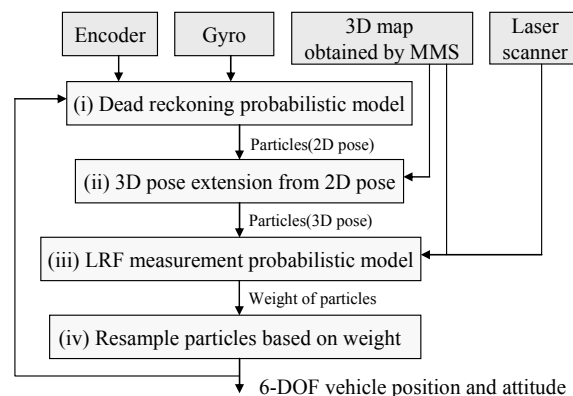 Encoder
Gyro
3D map
obtained by MMS
Laser
scanner
(i) Dead reckoning probabilistic model
Particles(2D pose)
(ii) 3D pose extension from 2D pose
Particles(3D pose)
(iii) LRF measurement probabilistic model
Weight of particles
(iv) Resample particles based on weight
6-DOF vehicle position and attitude